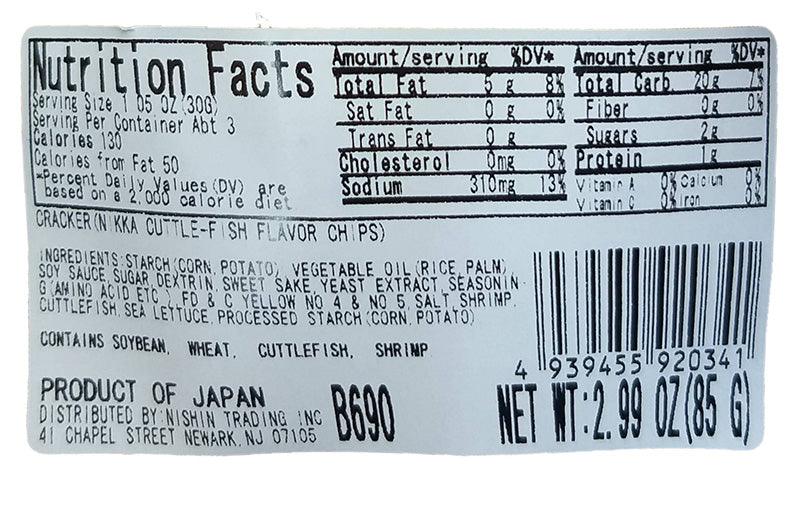 Nutrition Facts
Serving Size 1 05 OZ (30G)
Serving Per Container Abt 3
Calories 130
Calories from Fat 50
*Percent Daily Values (DV) are
based on a 2.000 calorie diet
Amount/serving %DV*
Total Fat 5 g 8%
Sat Fat 0 g 0%
Trans Fat 0 g
Cholesterol 0mg 0%
Sodium 310mg 13%
Amount/serving %DV*
Total Carb. 20g 7%
Fiber 0g 0%
Sugars 2g
Protein 1g
Vitamin A 0% Calcium 0%
Vitamin C 0% Iron 0%
CRACKER(NIKKA CUTTLE-FISH FLAVOR CHIPS)
INGREDIENTS:STARCH(CORN, POTATO), VEGETABLE OIL(RICE, PALM),
SOY SAUCE, SUGAR, DEXTRIN, SWEET SAKE, YEAST EXTRACT, SEASONIN
G(AMINO ACID ETC.), FD & C YELLOW NO 4 & NO 5, SALT, SHRIMP,
CUTTLEFISH, SEA LETTUCE, PROCESSED STARCH(CORN, POTATO)
CONTAINS SOYBEAN, WHEAT, CUTTLEFISH, SHRIMP
4 939455 920341
PRODUCT OF JAPAN
DISTRIBUTED BY:NISHIN TRADING INC
41 CHAPEL STREET NEWARK, NJ 07105
B690
NET WT:2.99 OZ(85 G)